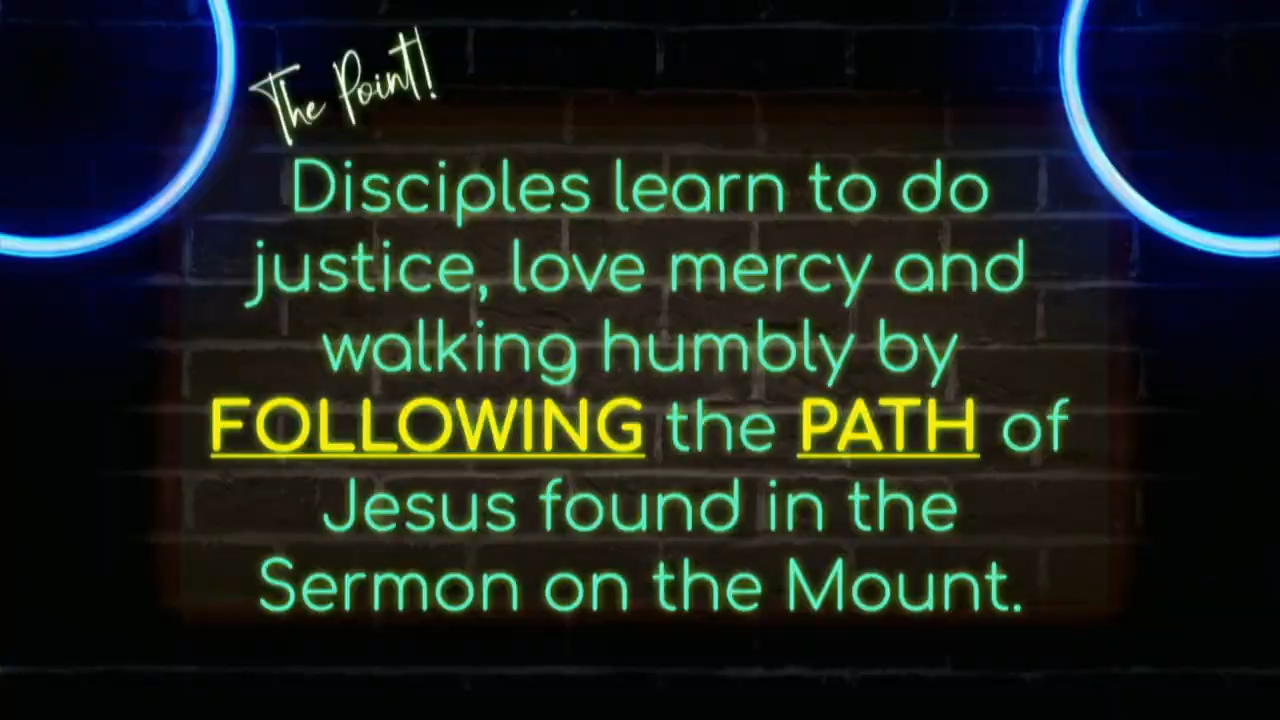 The Point!
Disciples learn to do
justice, love mercy and
walking humbly by
FOLLOWING the PATH of
Jesus found in the
Sermon on the Mount.